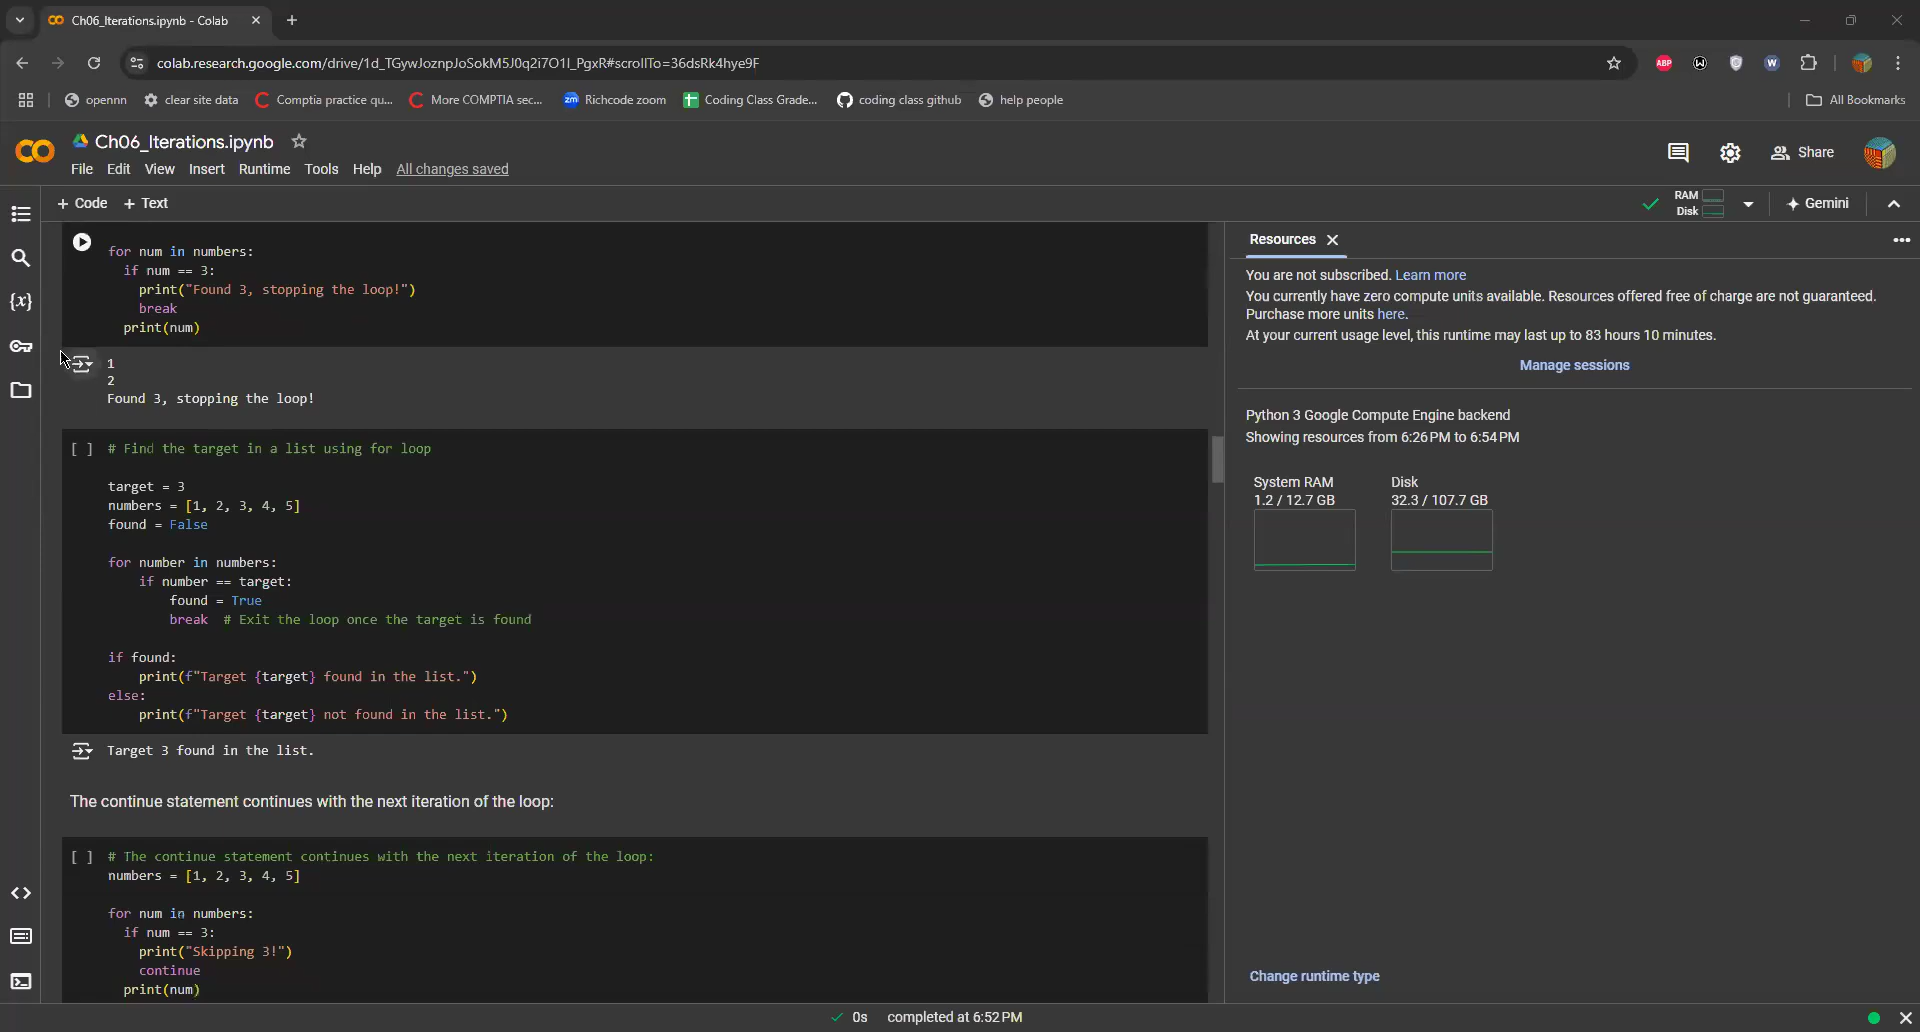 Ch06_Iterations.ipynb - Colab
colab.research.google.com/drive/1d_TGywJoznpJoSokM5J0q2i7O1I_PgxR#scrollTo=36dsRk4hye9F
ABP
W
opennn
clear site data
Comptia practice qu...
More COMPTIA sec...
zm
Richcode zoom
Coding Class Grade...
coding class github
help people
All Bookmarks
Ch06_Iterations.ipynb
File Edit View Insert Runtime Tools Help All changes saved
Share
+ Code + Text
RAM
Disk
Gemini
for num in numbers:
  if num == 3:
    print("Found 3, stopping the loop!")
    break
  print(num)
1
2
Found 3, stopping the loop!
[ ] # Find the target in a list using for loop
target = 3
numbers = [1, 2, 3, 4, 5]
found = False
for number in numbers:
    if number == target:
        found = True
        break  # Exit the loop once the target is found
if found:
    print(f"Target {target} found in the list.")
else:
    print(f"Target {target} not found in the list.")
Target 3 found in the list.
The continue statement continues with the next iteration of the loop:
[ ] # The continue statement continues with the next iteration of the loop:
numbers = [1, 2, 3, 4, 5]
for num in numbers:
  if num == 3:
    print("Skipping 3!")
    continue
  print(num)
Resources
You are not subscribed. Learn more
You currently have zero compute units available. Resources offered free of charge are not guaranteed.
Purchase more units here.
At your current usage level, this runtime may last up to 83 hours 10 minutes.
Manage sessions
Python 3 Google Compute Engine backend
Showing resources from 6:26 PM to 6:54 PM
System RAM
1.2 / 12.7 GB
Disk
32.3 / 107.7 GB
Change runtime type
0s completed at 6:52 PM